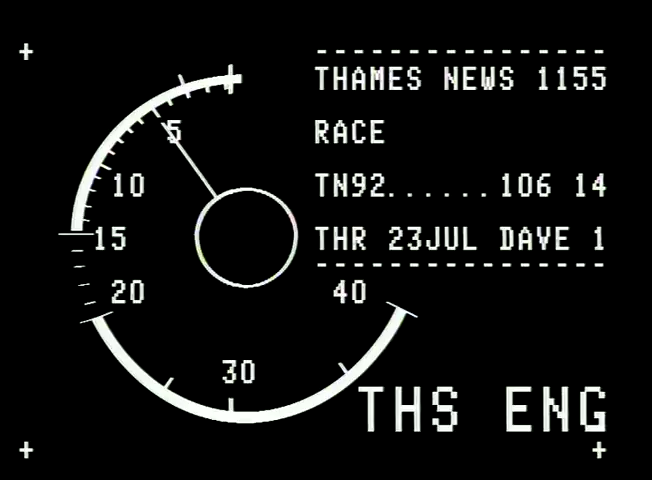 THAMES NEWS 1155
RACE
TN92......106 14
THR 23JUL DAVE 1
5
10
15
20
30
40
THS ENG